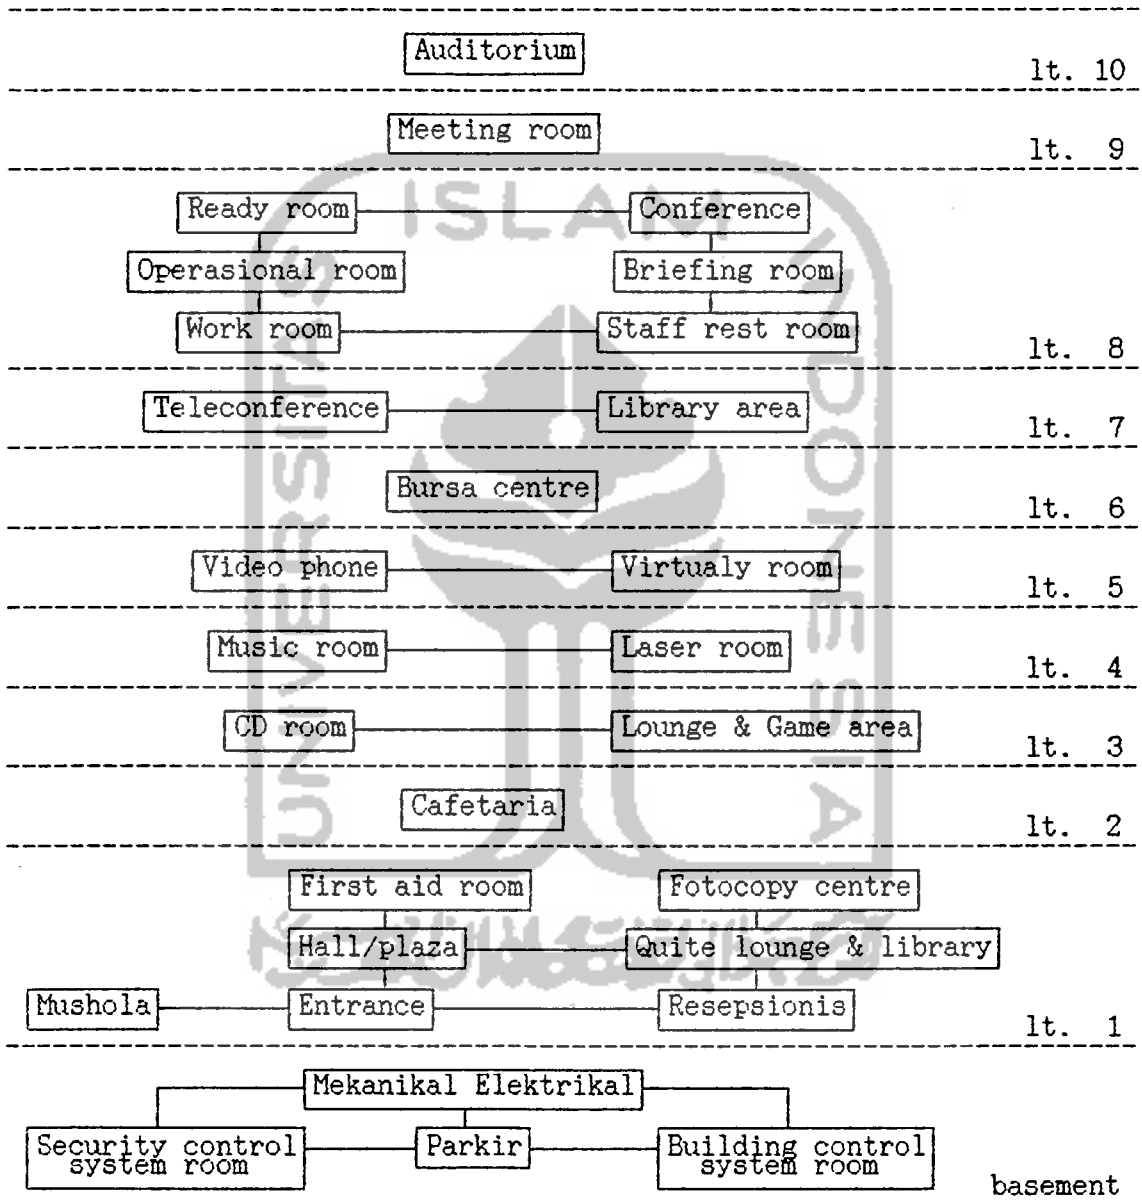 Auditorium
lt. 10
Meeting room
lt. 9
Ready room Conference
Operasional room Briefing room
Work room Staff rest room
lt. 8
Teleconference Library area
lt. 7
Bursa centre
lt. 6
Video phone Virtualy room
lt. 5
Music room Laser room
lt. 4
CD room Lounge & Game area
lt. 3
Cafetaria
lt. 2
First aid room Fotocopy centre
Hall/plaza Quite lounge & library
Mushola Entrance Resepsionis
lt. 1
Mekanikal Elektrikal
Security control system room Parkir Building control system room
basement
UNIVERSITAS ISLAM INDONESIA